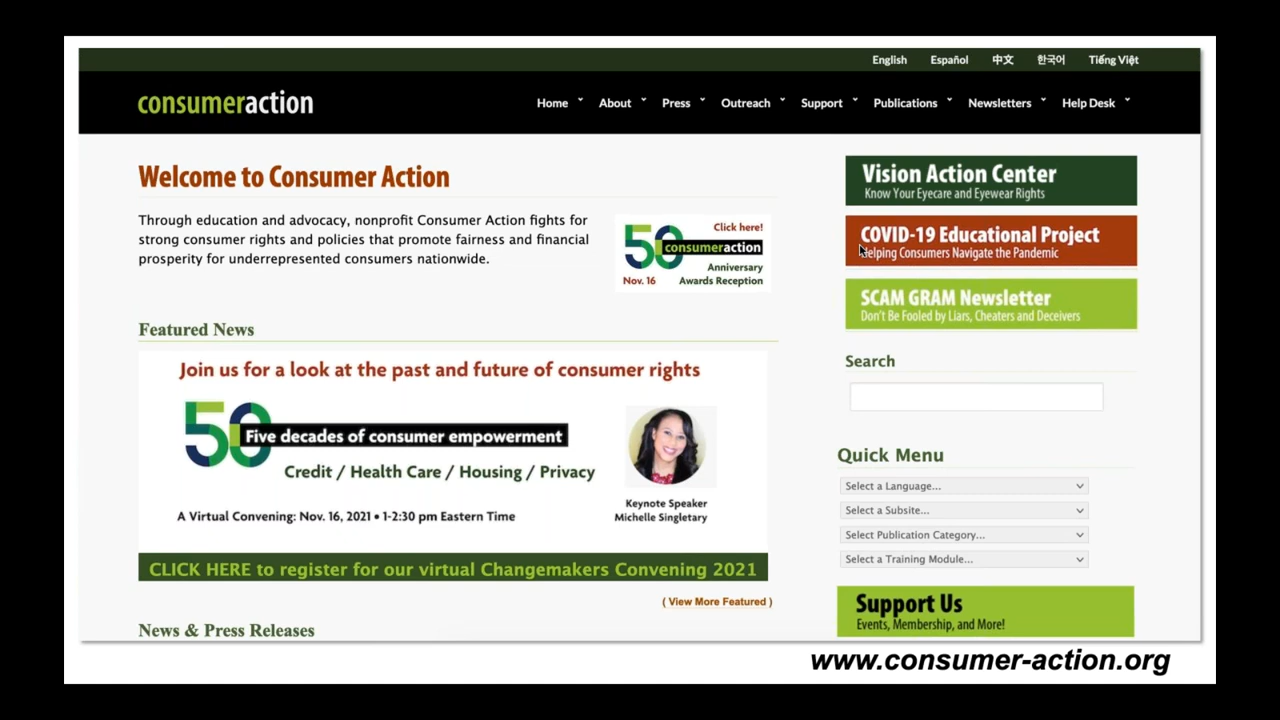 English Español 中文 한국어 Tiếng Việt
consumeraction
Home About Press Outreach Support Publications Newsletters Help Desk
Welcome to Consumer Action
Through education and advocacy, nonprofit Consumer Action fights for
strong consumer rights and policies that promote fairness and financial
prosperity for underrepresented consumers nationwide.
Click here!
50 consumeraction
Anniversary
Nov. 16 Awards Reception
Featured News
Join us for a look at the past and future of consumer rights
50 Five decades of consumer empowerment
Credit / Health Care / Housing / Privacy
Keynote Speaker
Michelle Singletary
A Virtual Convening: Nov. 16, 2021 • 1-2:30 pm Eastern Time
CLICK HERE to register for our virtual Changemakers Convening 2021
( View More Featured )
News & Press Releases
Vision Action Center
Know Your Eyecare and Eyewear Rights
COVID-19 Educational Project
Helping Consumers Navigate the Pandemic
SCAM GRAM Newsletter
Don't Be Fooled by Liars, Cheaters and Deceivers
Search
Quick Menu
Select a Language...
Select a Subsite...
Select Publication Category...
Select a Training Module...
Support Us
Events, Membership, and More!
www.consumer-action.org